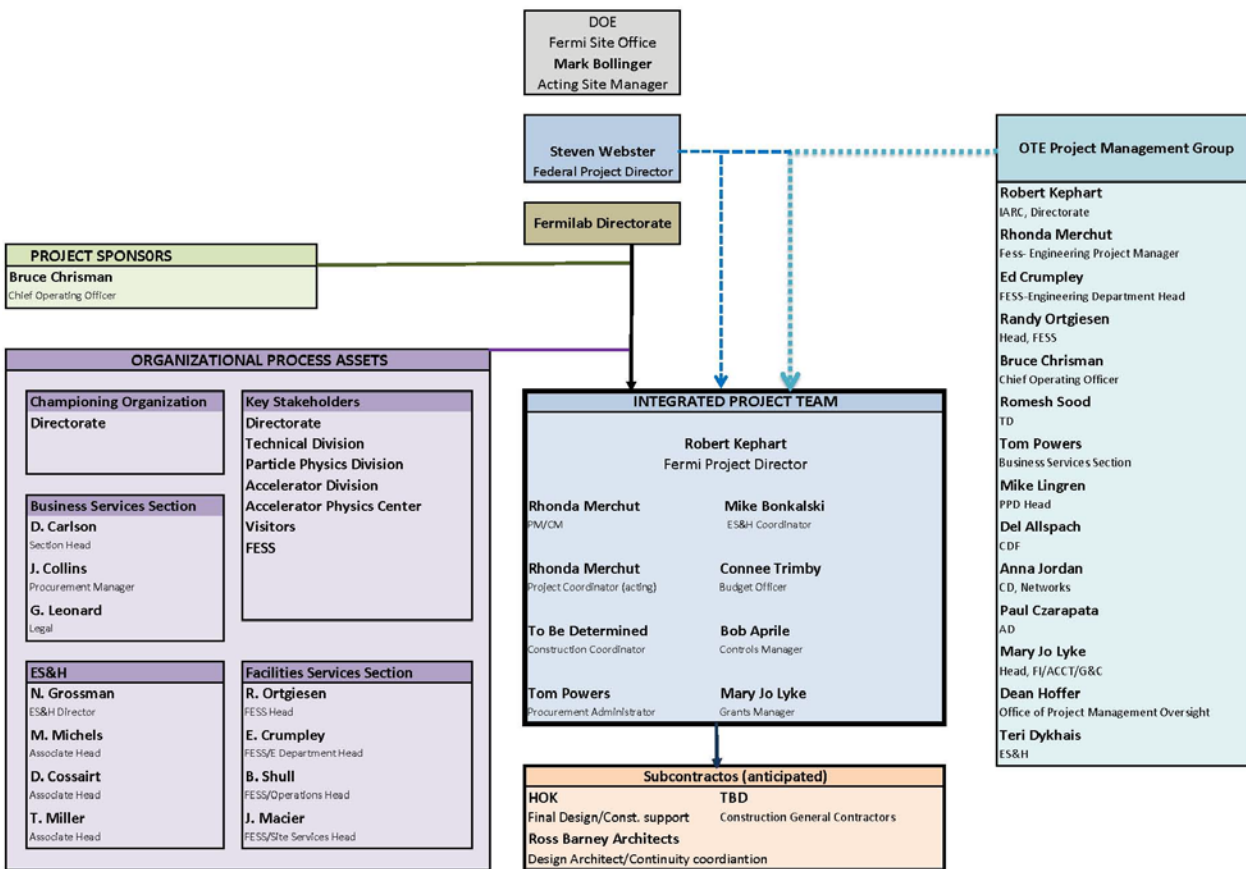 DOE
Fermi Site Office
Mark Bollinger
Acting Site Manager
Steven Webster
Federal Project Director
Fermilab Directorate
PROJECT SPONSORS
Bruce Chrisman
Chief Operating Officer
ORGANIZATIONAL PROCESS ASSETS
Championing Organization
Directorate
Business Services Section
D. Carlson
Section Head
J. Collins
Procurement Manager
G. Leonard
Legal
ES&H
N. Grossman
ES&H Director
M. Michels
Associate Head
D. Cossairt
Associate Head
T. Miller
Associate Head
Key Stakeholders
Directorate
Technical Division
Particle Physics Division
Accelerator Division
Accelerator Physics Center
Visitors
FESS
Facilities Services Section
R. Ortgiesen
FESS Head
E. Crumpley
FESS/E Department Head
B. Shull
FESS/Operations Head
J. Macier
FESS/Site Services Head
INTEGRATED PROJECT TEAM
Robert Kephart
Fermi Project Director
Rhonda Merchut
PM/CM
Mike Bonkalski
ES&H Coordinator
Rhonda Merchut
Project Coordinator (acting)
Connee Trimby
Budget Officer
To Be Determined
Construction Coordinator
Bob Aprile
Controls Manager
Tom Powers
Procurement Administrator
Mary Jo Lyke
Grants Manager
Subcontractos (anticipated)
HOK
Final Design/Const. support
TBD
Construction General Contractors
Ross Barney Architects
Design Architect/Continuity coordiantion
OTE Project Management Group
Robert Kephart
IARC, Directorate
Rhonda Merchut
Fess- Engineering Project Manager
Ed Crumpley
FESS-Engineering Department Head
Randy Ortgiesen
Head, FESS
Bruce Chrisman
Chief Operating Officer
Romesh Sood
TD
Tom Powers
Business Services Section
Mike Lingren
PPD Head
Del Allspach
CDF
Anna Jordan
CD, Networks
Paul Czarapata
AD
Mary Jo Lyke
Head, FI/ACCT/G&C
Dean Hoffer
Office of Project Management Oversight
Teri Dykhais
ES&H